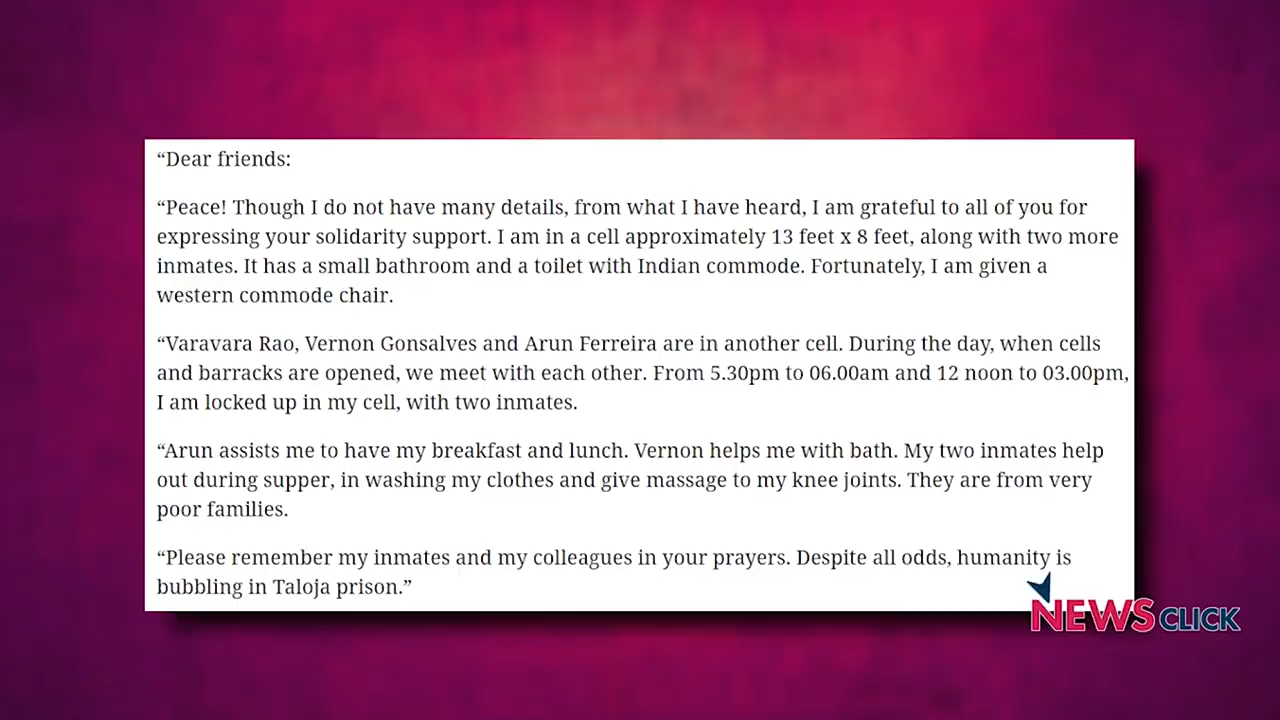 “Dear friends:
“Peace! Though I do not have many details, from what I have heard, I am grateful to all of you for
expressing your solidarity support. I am in a cell approximately 13 feet x 8 feet, along with two more
inmates. It has a small bathroom and a toilet with Indian commode. Fortunately, I am given a
western commode chair.
“Varavara Rao, Vernon Gonsalves and Arun Ferreira are in another cell. During the day, when cells
and barracks are opened, we meet with each other. From 5.30pm to 06.00am and 12 noon to 03.00pm,
I am locked up in my cell, with two inmates.
“Arun assists me to have my breakfast and lunch. Vernon helps me with bath. My two inmates help
out during supper, in washing my clothes and give massage to my knee joints. They are from very
poor families.
“Please remember my inmates and my colleagues in your prayers. Despite all odds, humanity is
bubbling in Taloja prison.”
NEWSCLICK